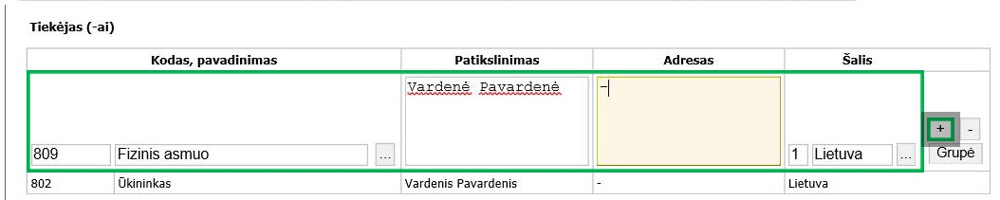 Tiekėjas (-ai)
Kodas, pavadinimas Patikslinimas Adresas Šalis
Vardenė Pavardenė -
+ -
809 Fizinis asmuo ... 1 Lietuva ... Grupė
802 Ūkininkas Vardenis Pavardenis - Lietuva